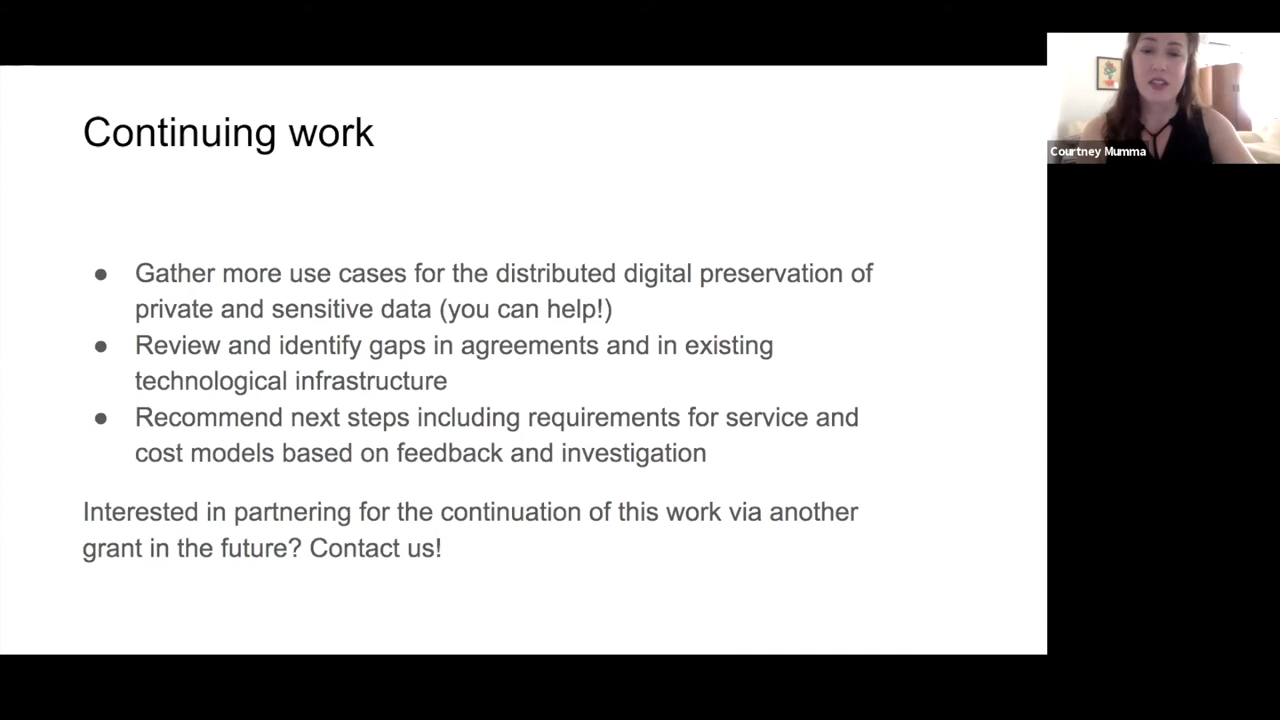 Continuing work
● Gather more use cases for the distributed digital preservation of
private and sensitive data (you can help!)
● Review and identify gaps in agreements and in existing
technological infrastructure
● Recommend next steps including requirements for service and
cost models based on feedback and investigation
Interested in partnering for the continuation of this work via another
grant in the future? Contact us!
Courtney Mumma